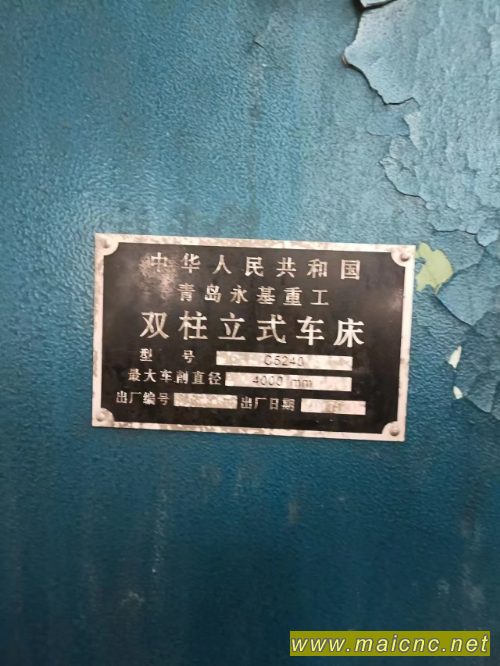 中华人民共和国
青岛永基重工
双柱立式车床
型 号 C5240
最大车削直径 4000 mm
出厂编号 出厂日期
www.maicnc.net